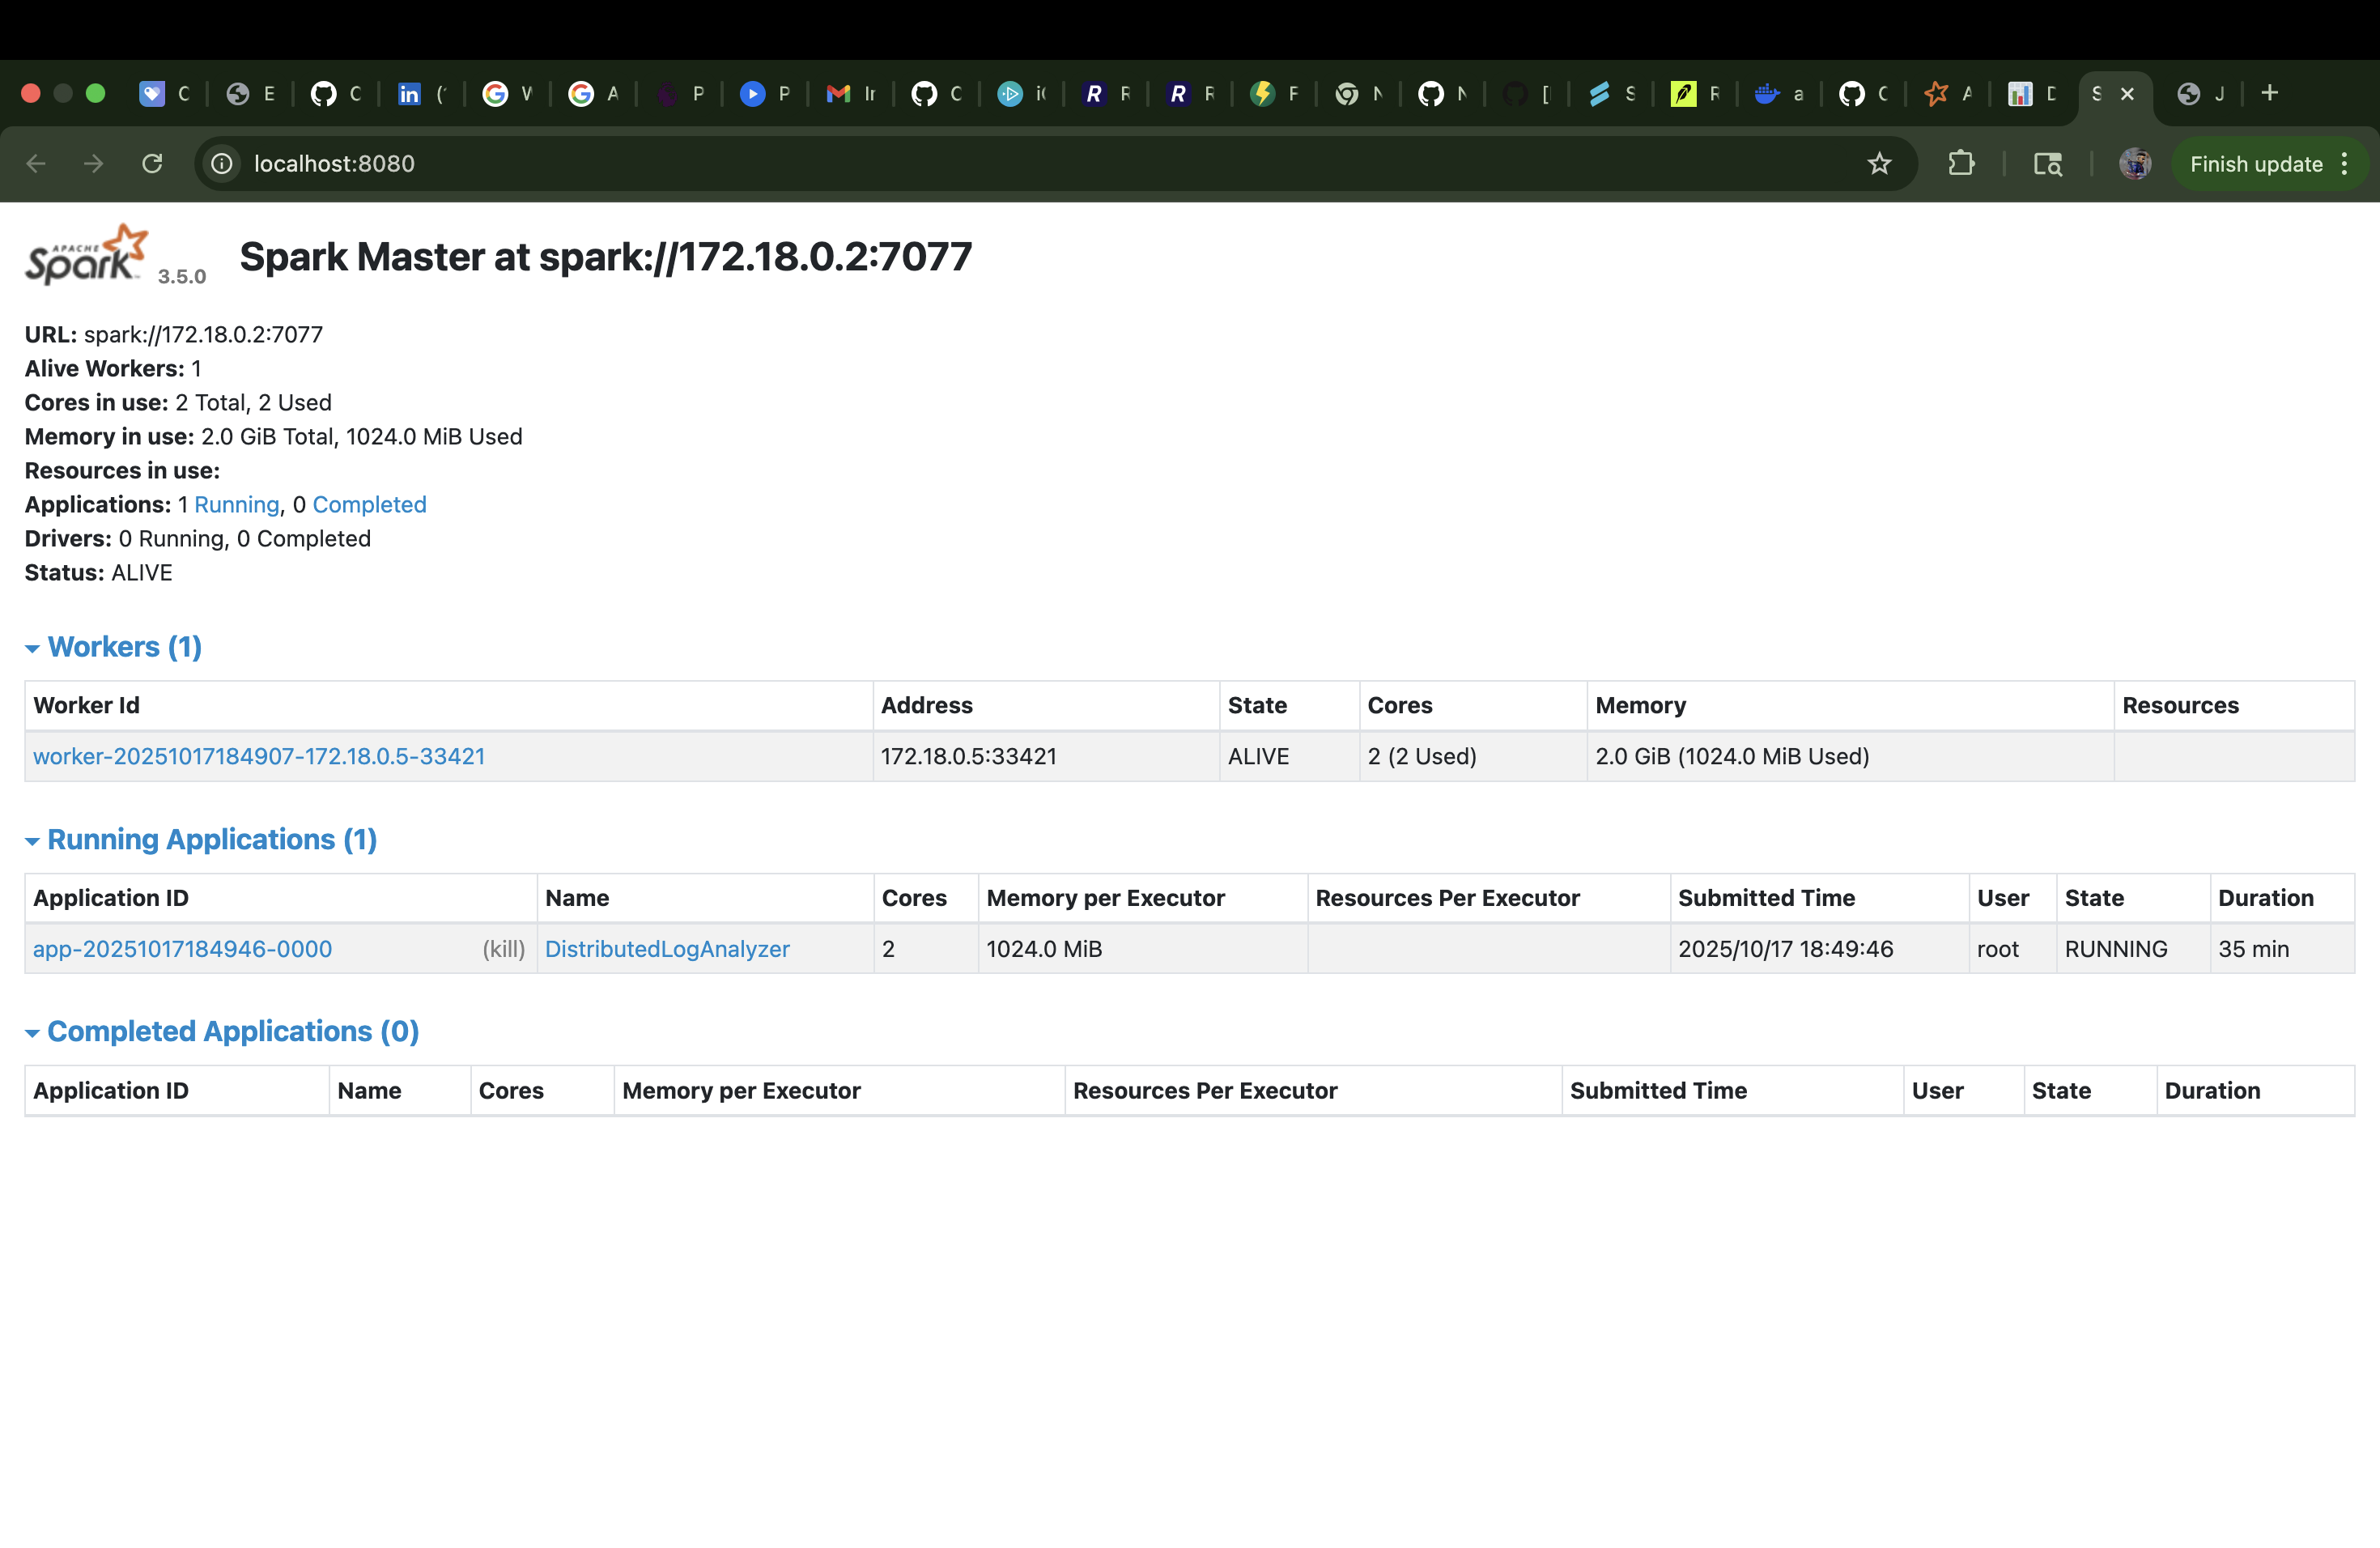 C E C in (' W A P P In C i( R R F N N [ S R a C A D S J
localhost:8080
Finish update
APACHE Spark 3.5.0 Spark Master at spark://172.18.0.2:7077
URL: spark://172.18.0.2:7077
Alive Workers: 1
Cores in use: 2 Total, 2 Used
Memory in use: 2.0 GiB Total, 1024.0 MiB Used
Resources in use:
Applications: 1 Running, 0 Completed
Drivers: 0 Running, 0 Completed
Status: ALIVE
Workers (1)
Worker Id Address State Cores Memory Resources
worker-20251017184907-172.18.0.5-33421 172.18.0.5:33421 ALIVE 2 (2 Used) 2.0 GiB (1024.0 MiB Used)
Running Applications (1)
Application ID Name Cores Memory per Executor Resources Per Executor Submitted Time User State Duration
app-20251017184946-0000 (kill) DistributedLogAnalyzer 2 1024.0 MiB 2025/10/17 18:49:46 root RUNNING 35 min
Completed Applications (0)
Application ID Name Cores Memory per Executor Resources Per Executor Submitted Time User State Duration